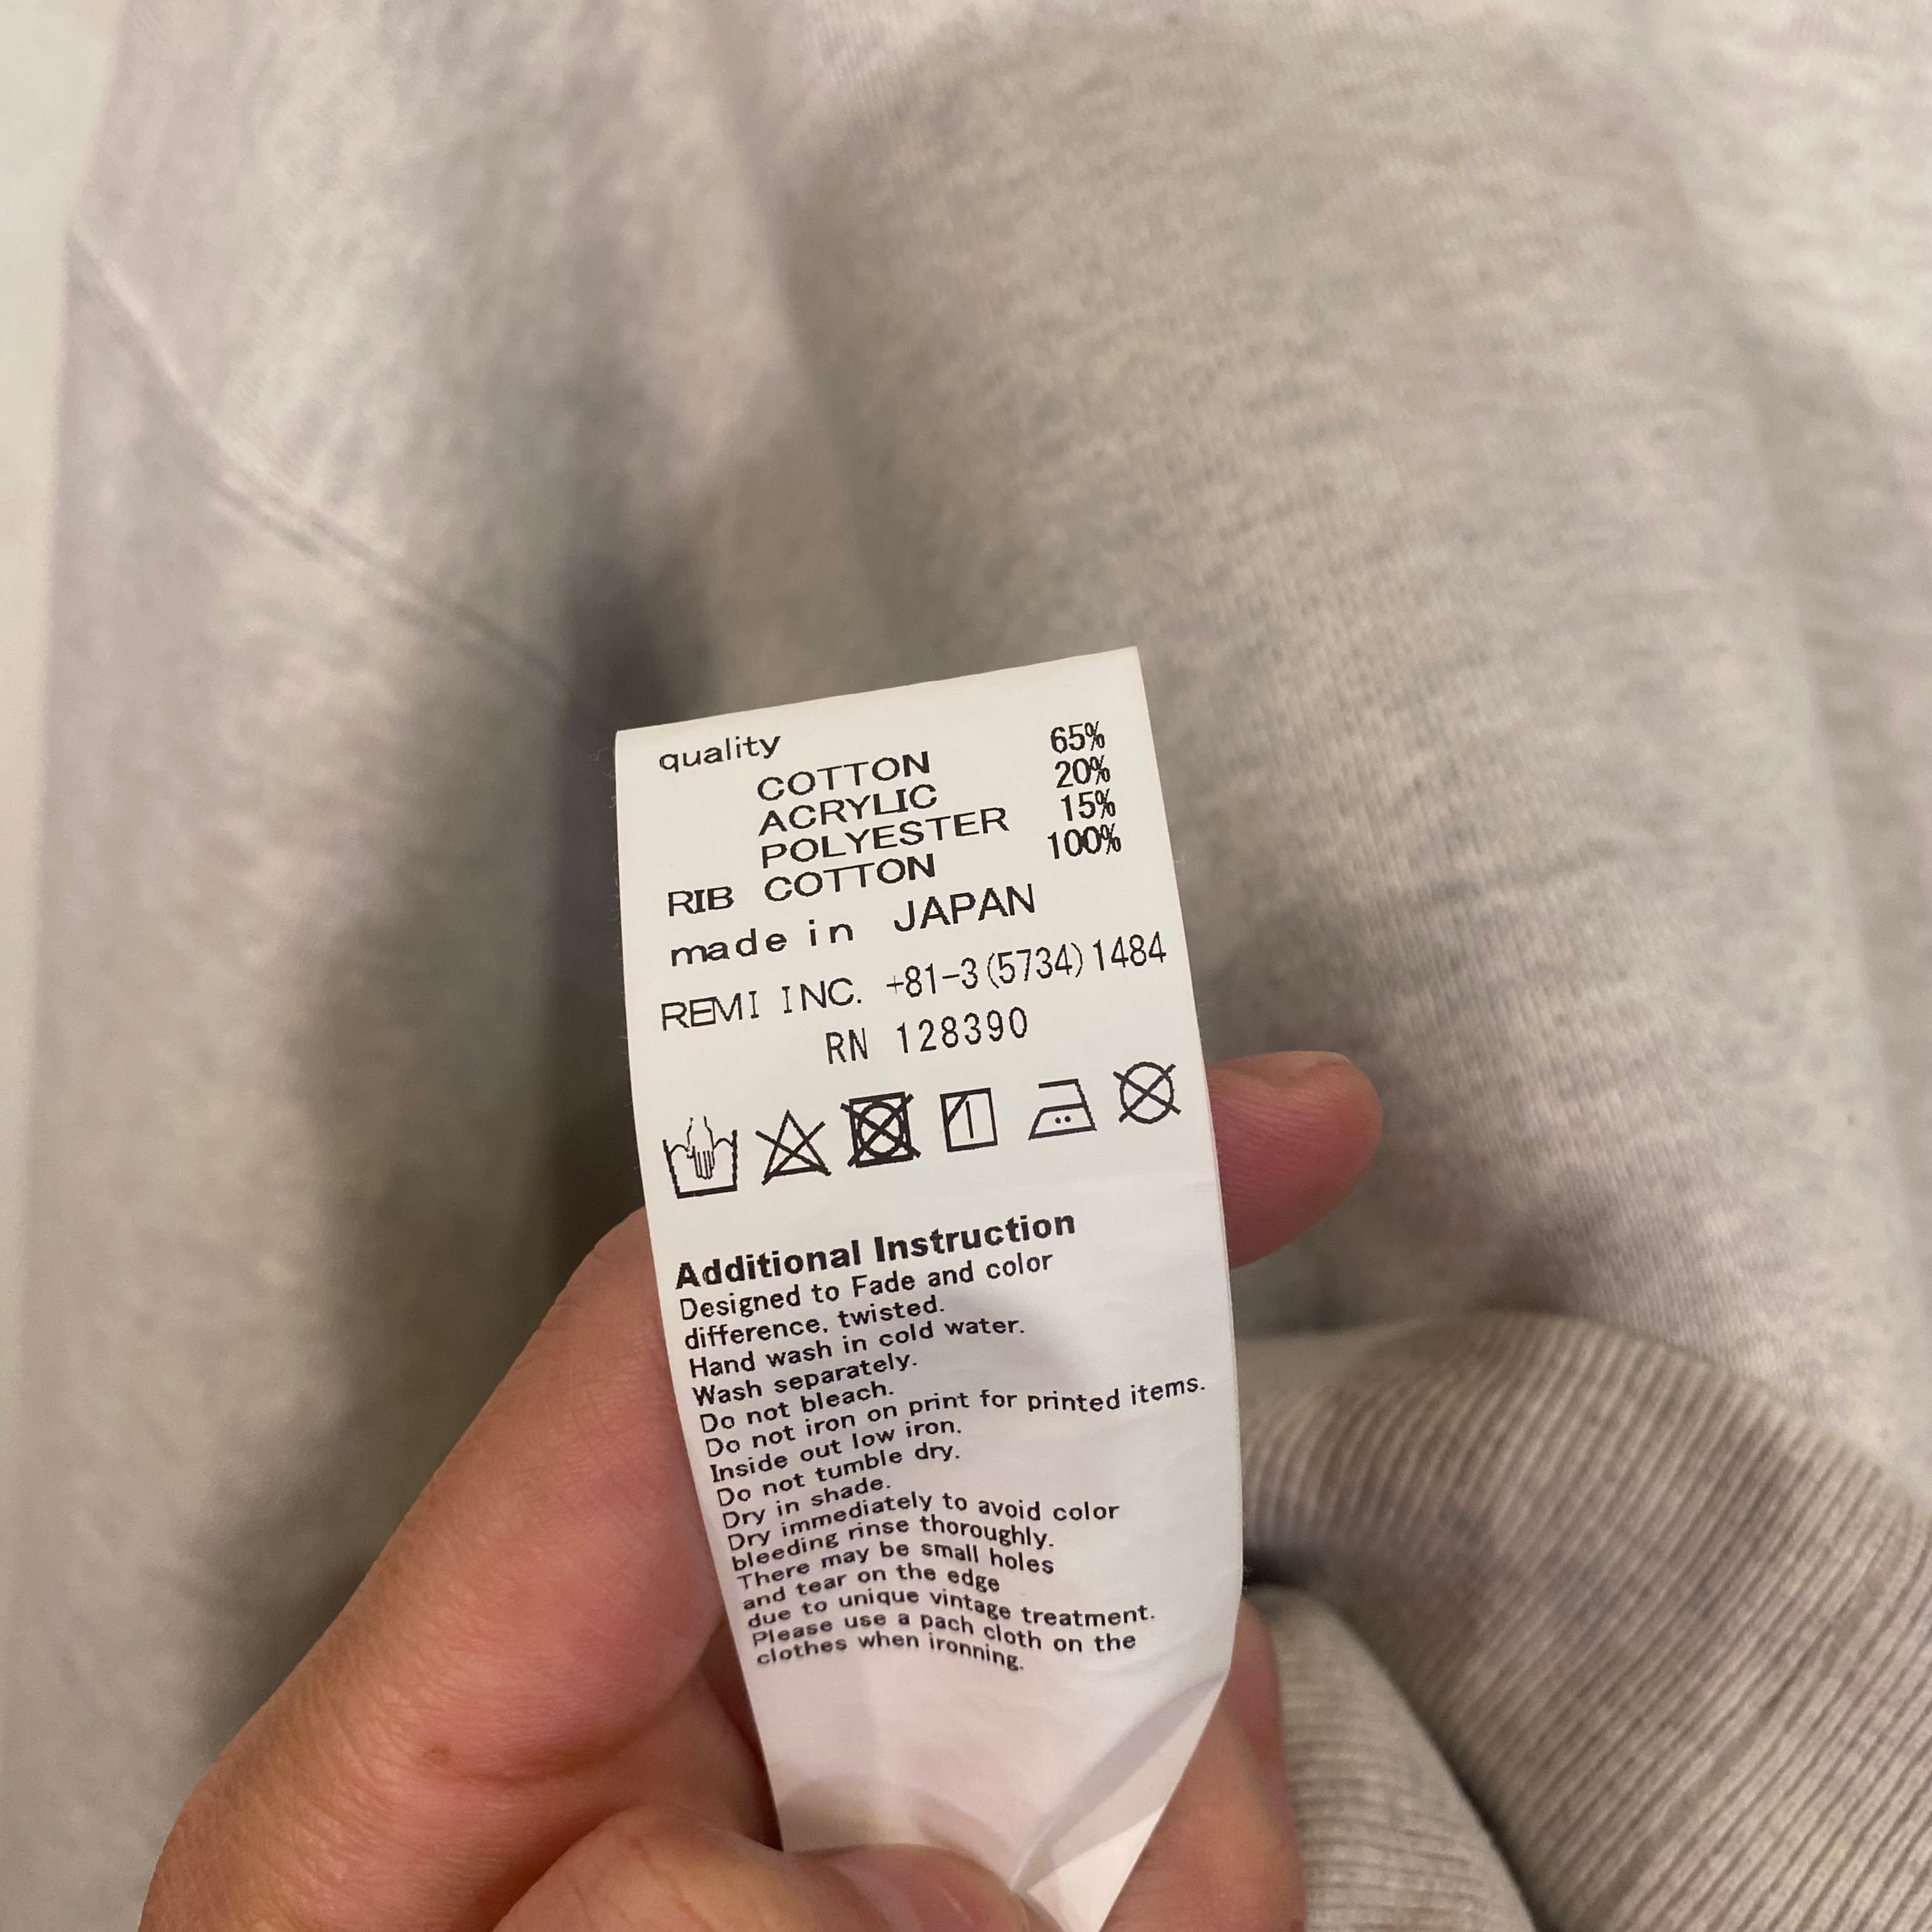 quality
COTTON 65%
ACRYLIC 20%
POLYESTER 15%
RIB COTTON 100%
made in JAPAN
REMI INC. +81-3(5734)1484
RN 128390
Additional Instruction
Designed to Fade and color
difference, twisted.
Hand wash in cold water.
Wash separately.
Do not bleach.
Do not iron on print for printed items.
Inside out low iron.
Do not tumble dry.
Dry in shade.
Dry immediately to avoid color
bleeding rinse thoroughly.
There may be small holes
and tear on the edge
due to unique vintage treatment.
Please use a pach cloth on the
clothes when ironning.